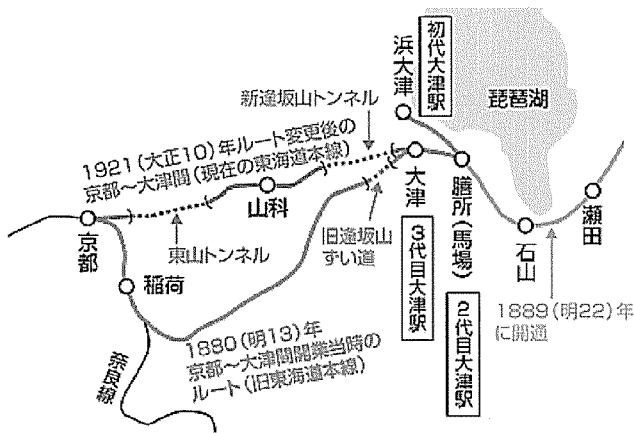 初代大津駅
浜大津
琵琶湖
新逢坂山トンネル
1921（大正10）年ルート変更後の
京都〜大津間（現在の東海道本線）
山科
大津
膳所（馬場）
瀬田
石山
京都
東山トンネル
旧逢坂山
ずい道
3代目大津駅
2代目大津駅
1889（明22）年
に開通
稲荷
1880（明13）年
京都〜大津間開業当時の
ルート（旧東海道本線）
奈良線